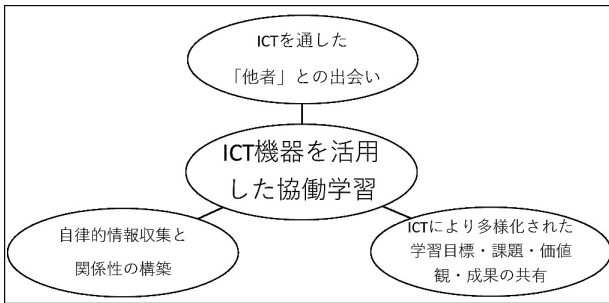 ICTを通した
「他者」との出会い
ICT機器を活用
した協働学習
自律的情報収集と
関係性の構築
ICTにより多様化された
学習目標・課題・価値
観・成果の共有